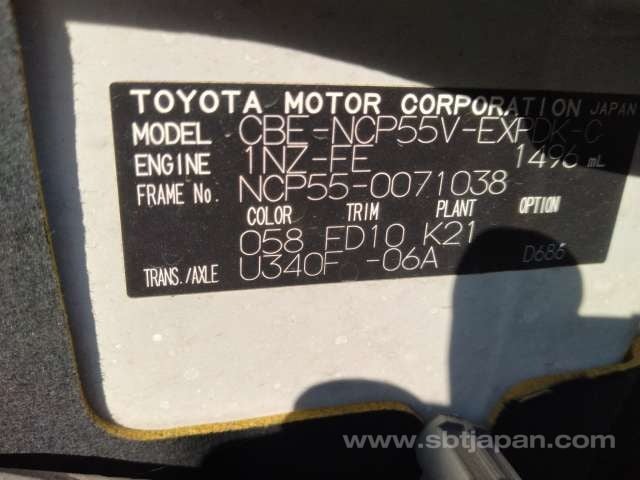 TOYOTA MOTOR CORPORATION JAPAN
MODEL CBE-NCP55V-EXPDK-C
ENGINE 1NZ-FE 1496 mL
FRAME No. NCP55-0071038
COLOR TRIM PLANT OPTION
058 FD10 K21
TRANS./AXLE U340F -06A D686
www.sbtjapan.com